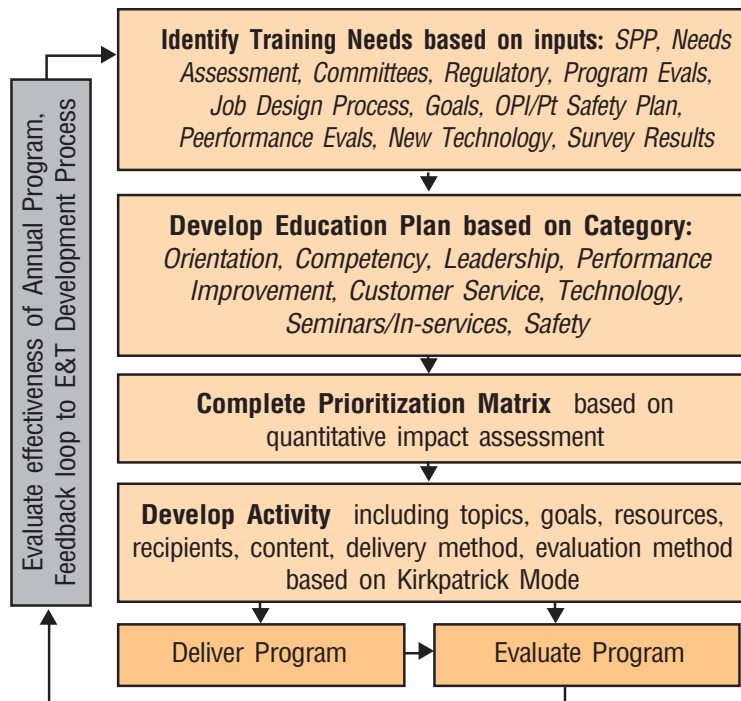 Identify Training Needs based on inputs: SPP, Needs
Assessment, Committees, Regulatory, Program Evals,
Job Design Process, Goals, OPI/Pt Safety Plan,
Peerformance Evals, New Technology, Survey Results
Develop Education Plan based on Category:
Orientation, Competency, Leadership, Performance
Improvement, Customer Service, Technology,
Seminars/In-services, Safety
Complete Prioritization Matrix based on
quantitative impact assessment
Develop Activity including topics, goals, resources,
recipients, content, delivery method, evaluation method
based on Kirkpatrick Mode
Deliver Program
Evaluate Program
Evaluate effectiveness of Annual Program,
Feedback loop to E&T Development Process